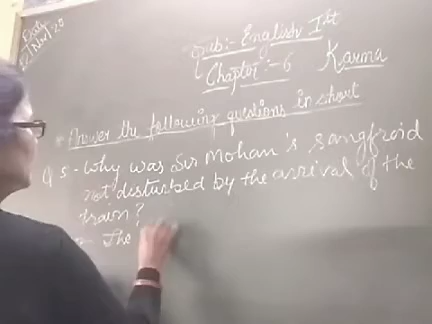 Sub:- English Ist
Chapter:-6 Karma
* Answer the following questions in short
Q 5 - Why was Sir Mohan's sangfroid
not disturbed by the arrival of the
train?
The